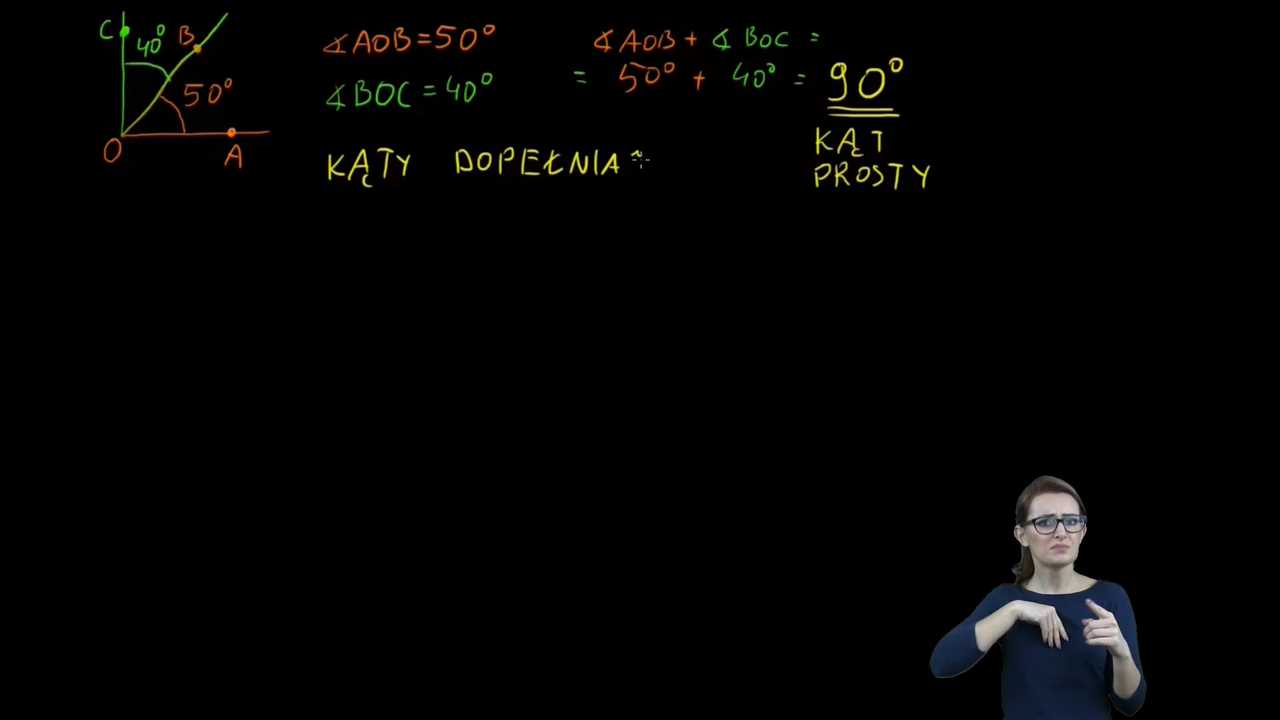 C
40°
B
50°
O
A
∢AOB=50°
∢BOC=40°
∢AOB+∢BOC=
=50°+40°=90°
KĄT
PROSTY
KĄTY DOPEŁNIA